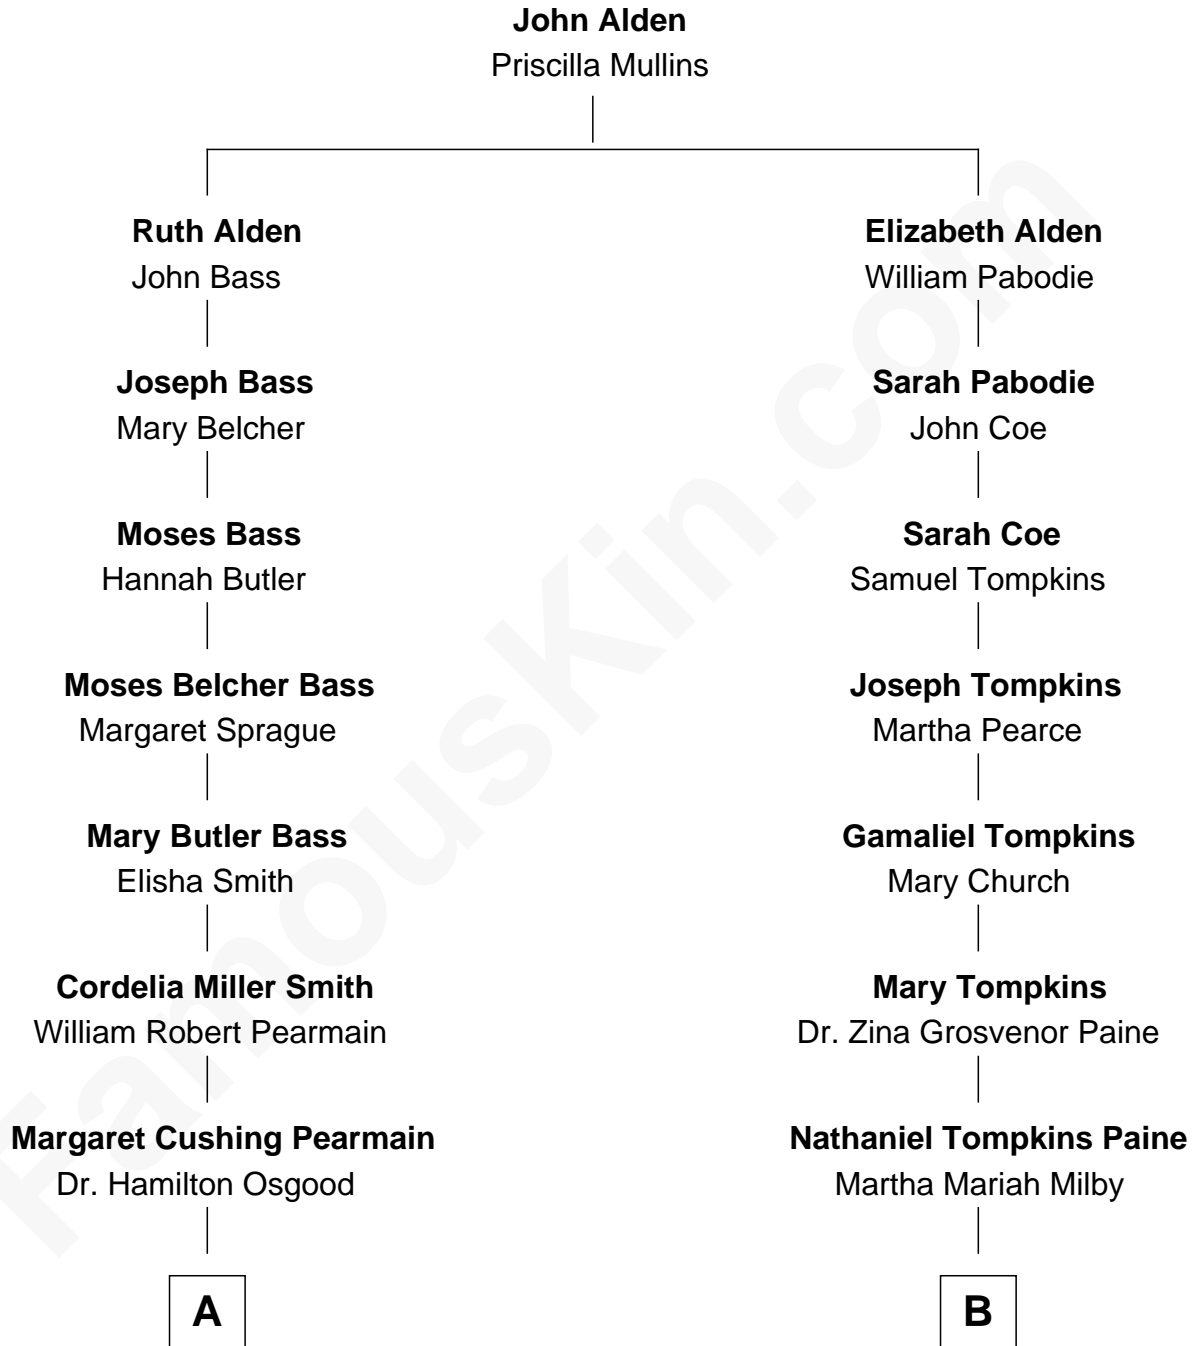 John Alden
Priscilla Mullins
Ruth Alden
John Bass
Elizabeth Alden
William Pabodie
Joseph Bass
Mary Belcher
Sarah Pabodie
John Coe
Moses Bass
Hannah Butler
Sarah Coe
Samuel Tompkins
Moses Belcher Bass
Margaret Sprague
Joseph Tompkins
Martha Pearce
Mary Butler Bass
Elisha Smith
Gamaliel Tompkins
Mary Church
Cordelia Miller Smith
William Robert Pearmain
Mary Tompkins
Dr. Zina Grosvenor Paine
Margaret Cushing Pearmain
Dr. Hamilton Osgood
Nathaniel Tompkins Paine
Martha Mariah Milby
A
B
FamousKin.com